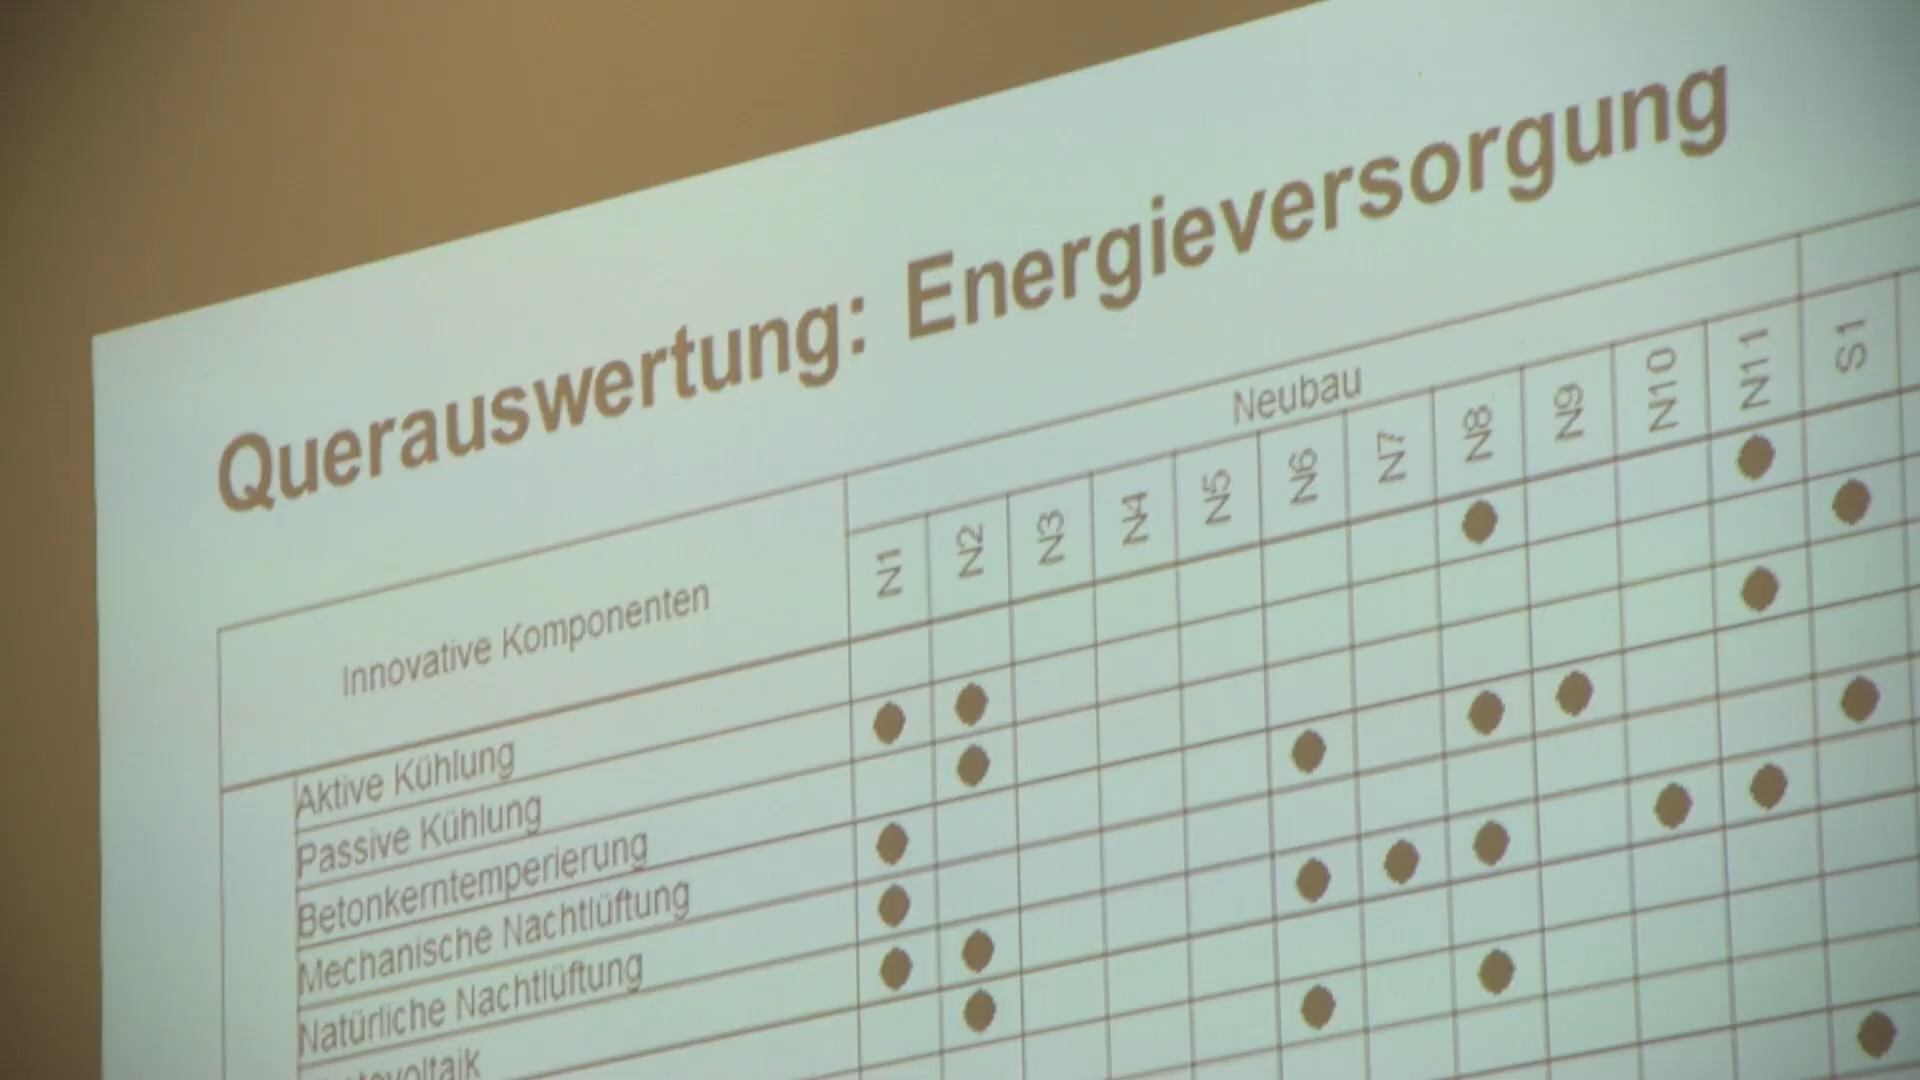 Querauswertung: Energieversorgung
Neubau
Innovative Komponenten
N1 N2 N3 N4 N5 N6 N7 N8 N9 N10 N11 S1
Aktive Kühlung
Passive Kühlung
Betonkerntemperierung
Mechanische Nachtlüftung
Natürliche Nachtlüftung